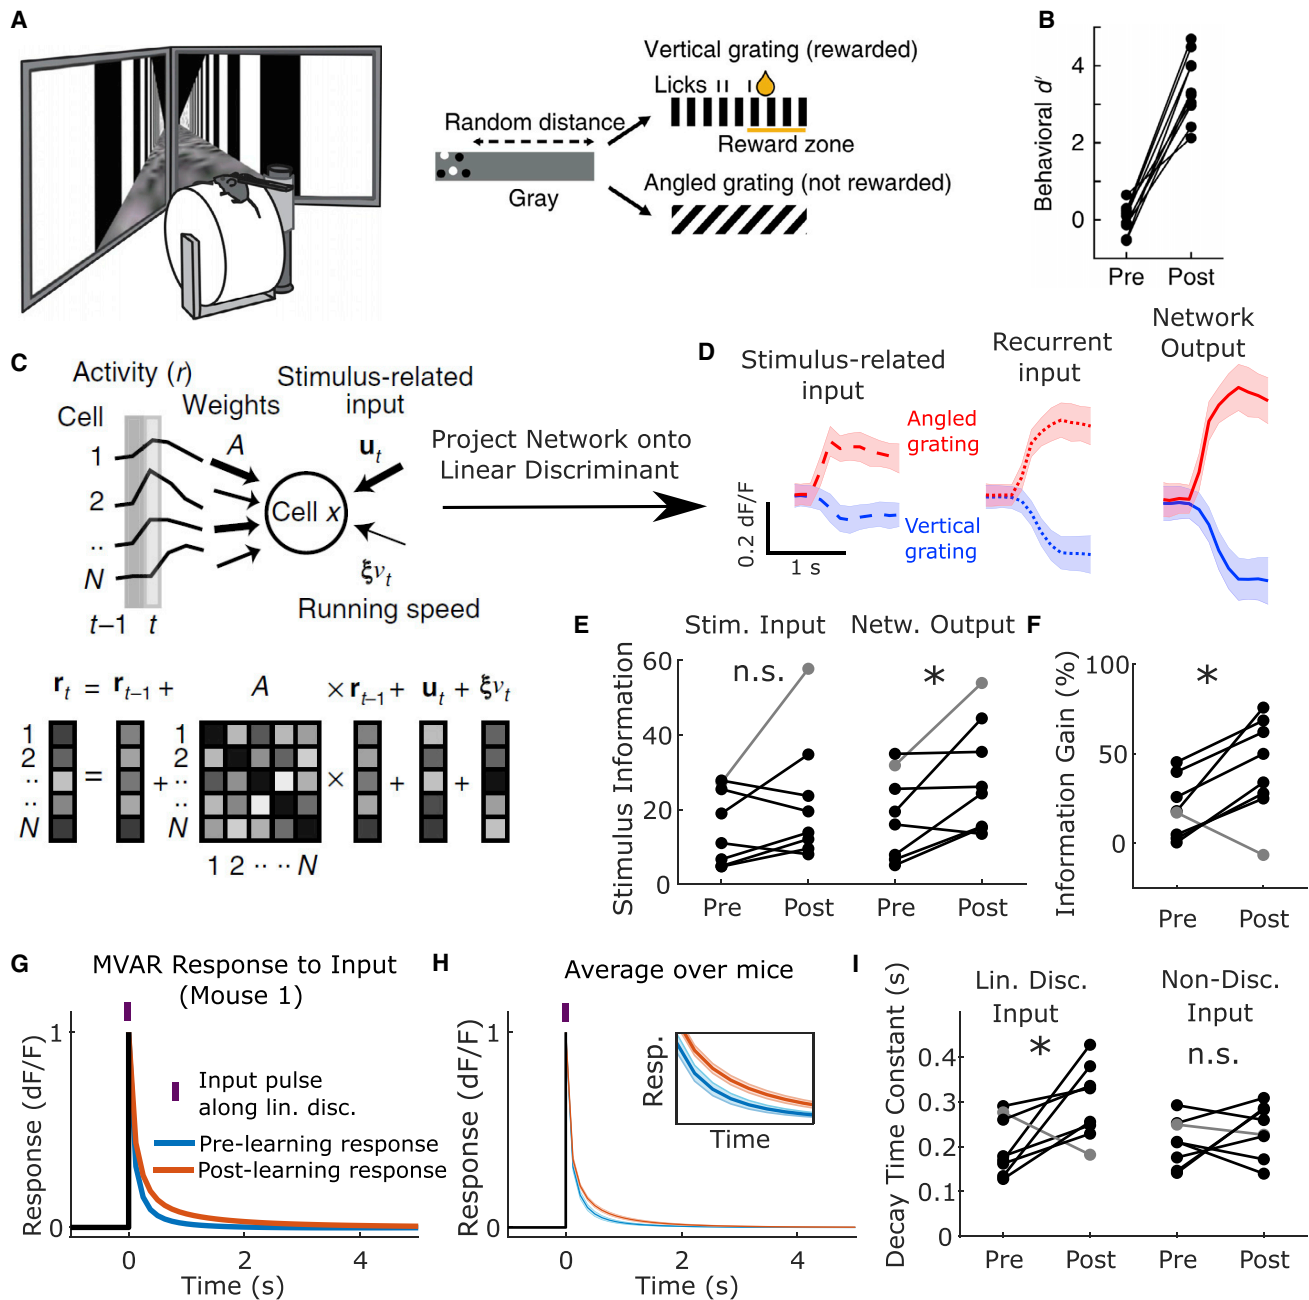 A
Vertical grating (rewarded)
Licks
Random distance
Reward zone
Gray
Angled grating (not rewarded)
B
Behavioral d′
4
2
0
Pre Post
C
Activity (r)
Cell
Weights
Stimulus-related
input
A
u_t
1
2
..
N
Cell x
ξv_t
Running speed
t–1 t
Project Network onto
Linear Discriminant
r_t = r_{t–1} + A × r_{t–1} + u_t + ξv_t
1
2
..
..
N
=
+
1
2
..
..
N
×
+
+
1 2 .. .. N
D
Stimulus-related
input
Recurrent
input
Network
Output
Angled
grating
Vertical
grating
0.2 dF/F
1 s
E
Stim. Input
Netw. Output
Stimulus Information
60
40
20
0
n.s.
*
Pre Post Pre Post
F
Information Gain (%)
100
50
0
*
Pre Post
G
MVAR Response to Input
(Mouse 1)
Response (dF/F)
1
0
Input pulse
along lin. disc.
Pre-learning response
Post-learning response
0 2 4
Time (s)
H
Average over mice
Response (dF/F)
1
0
Resp.
Time
0 2 4
Time (s)
I
Lin. Disc.
Input
Non-Disc.
Input
Decay Time Constant (s)
0.4
0.3
0.2
0.1
0
*
n.s.
Pre Post Pre Post